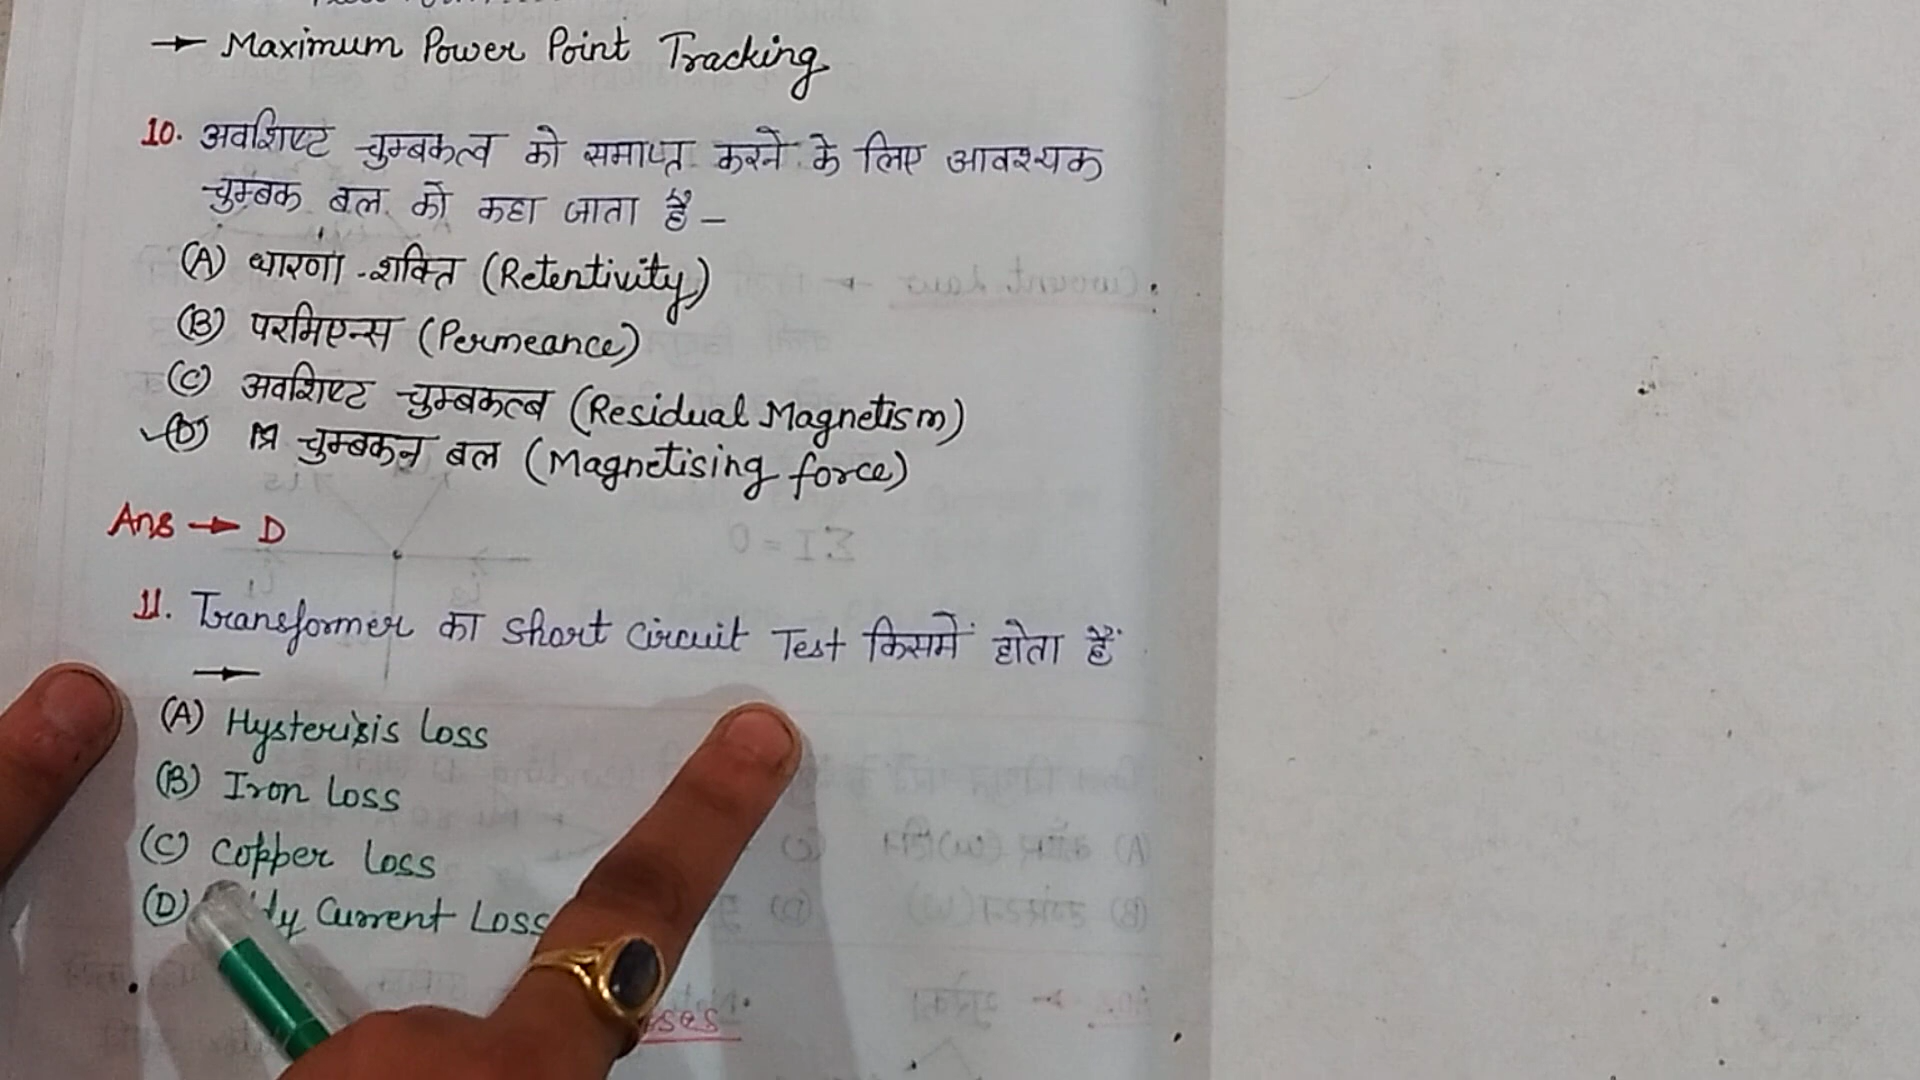 → Maximum Power Point Tracking
10. अवशिष्ट चुम्बकत्व को समाप्त करने के लिए आवश्यक
चुम्बक बल को कहा जाता है –
(A) धारणा - शक्ति (Retentivity)
(B) परमिएन्स (Permeance)
(C) अवशिष्ट चुम्बकत्ब (Residual Magnetism)
(D) चुम्बकन बल (Magnetising force)
Ans → D
11. Transformer का short circuit Test किसमें होता है
→
(A) Hysterisis Loss
(B) Iron Loss
(C) Copper Loss
(D) Current Loss